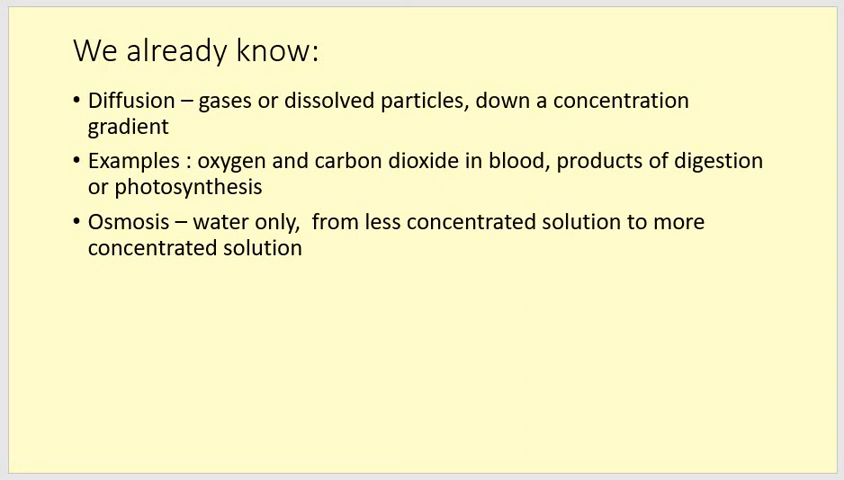 We already know:
• Diffusion – gases or dissolved particles, down a concentration
gradient
• Examples : oxygen and carbon dioxide in blood, products of digestion
or photosynthesis
• Osmosis – water only,  from less concentrated solution to more
concentrated solution